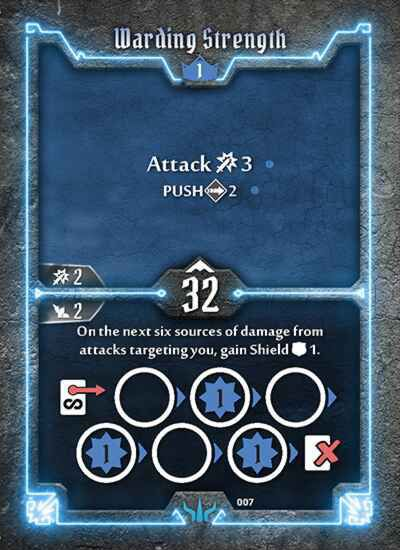 Warding Strength
1
Attack 3
PUSH 2
2
32
2
On the next six sources of damage from
attacks targeting you, gain Shield 1.
S
1
1
1
007